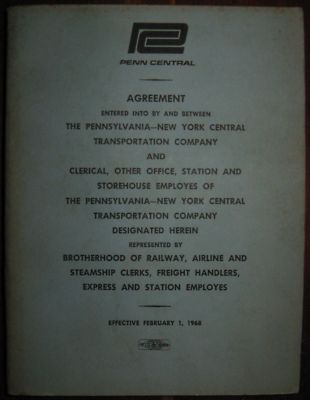 PENN CENTRAL
AGREEMENT
ENTERED INTO BY AND BETWEEN
THE PENNSYLVANIA—NEW YORK CENTRAL
TRANSPORTATION COMPANY
AND
CLERICAL, OTHER OFFICE, STATION AND
STOREHOUSE EMPLOYES OF
THE PENNSYLVANIA—NEW YORK CENTRAL
TRANSPORTATION COMPANY
DESIGNATED HEREIN
REPRESENTED BY
BROTHERHOOD OF RAILWAY, AIRLINE AND
STEAMSHIP CLERKS, FREIGHT HANDLERS,
EXPRESS AND STATION EMPLOYES
EFFECTIVE FEBRUARY 1, 1968